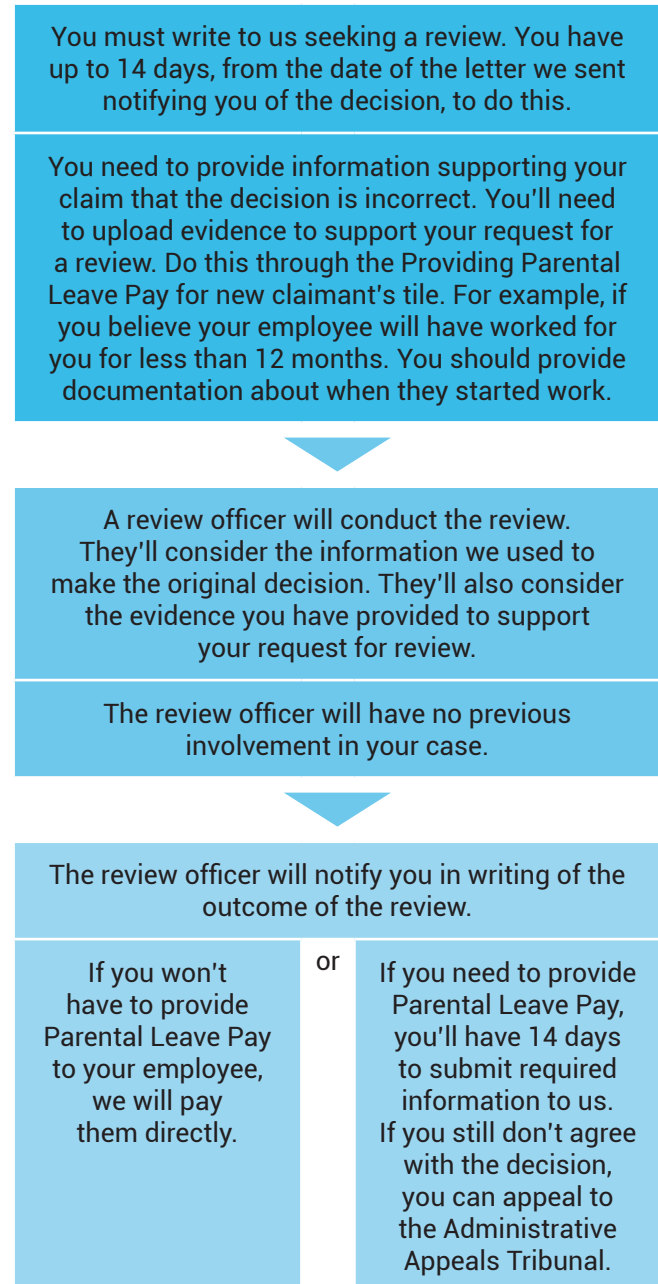 You must write to us seeking a review. You have
up to 14 days, from the date of the letter we sent
notifying you of the decision, to do this.
You need to provide information supporting your
claim that the decision is incorrect. You'll need
to upload evidence to support your request for
a review. Do this through the Providing Parental
Leave Pay for new claimant's tile. For example, if
you believe your employee will have worked for
you for less than 12 months. You should provide
documentation about when they started work.
A review officer will conduct the review.
They'll consider the information we used to
make the original decision. They'll also consider
the evidence you have provided to support
your request for review.
The review officer will have no previous
involvement in your case.
The review officer will notify you in writing of the
outcome of the review.
If you won't
have to provide
Parental Leave Pay
to your employee,
we will pay
them directly.
or
If you need to provide
Parental Leave Pay,
you'll have 14 days
to submit required
information to us.
If you still don't agree
with the decision,
you can appeal to
the Administrative
Appeals Tribunal.